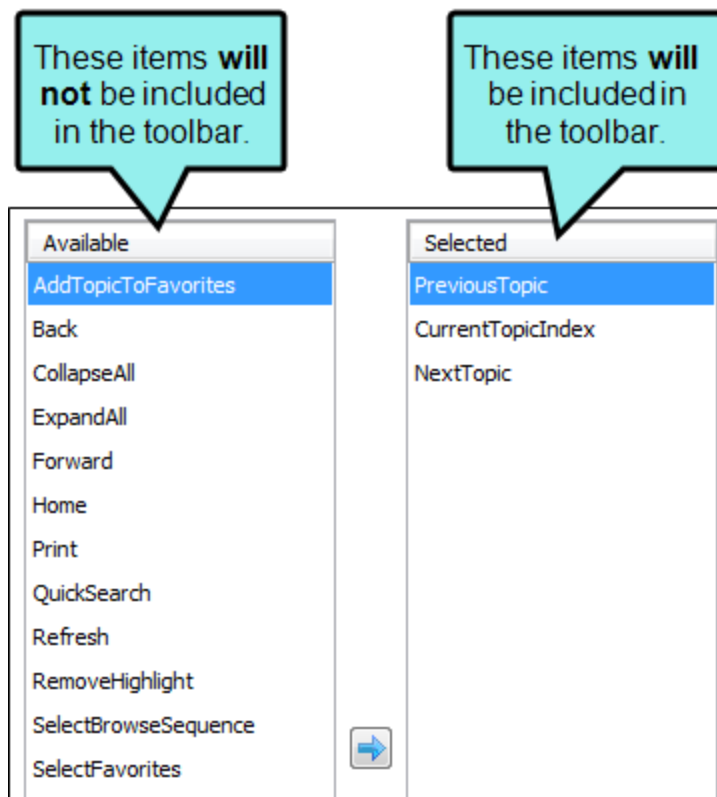 These items will
not be included
in the toolbar.
These items will
be included in
the toolbar.
Available
AddTopicToFavorites
Back
CollapseAll
ExpandAll
Forward
Home
Print
QuickSearch
Refresh
RemoveHighlight
SelectBrowseSequence
SelectFavorites
Selected
PreviousTopic
CurrentTopicIndex
NextTopic